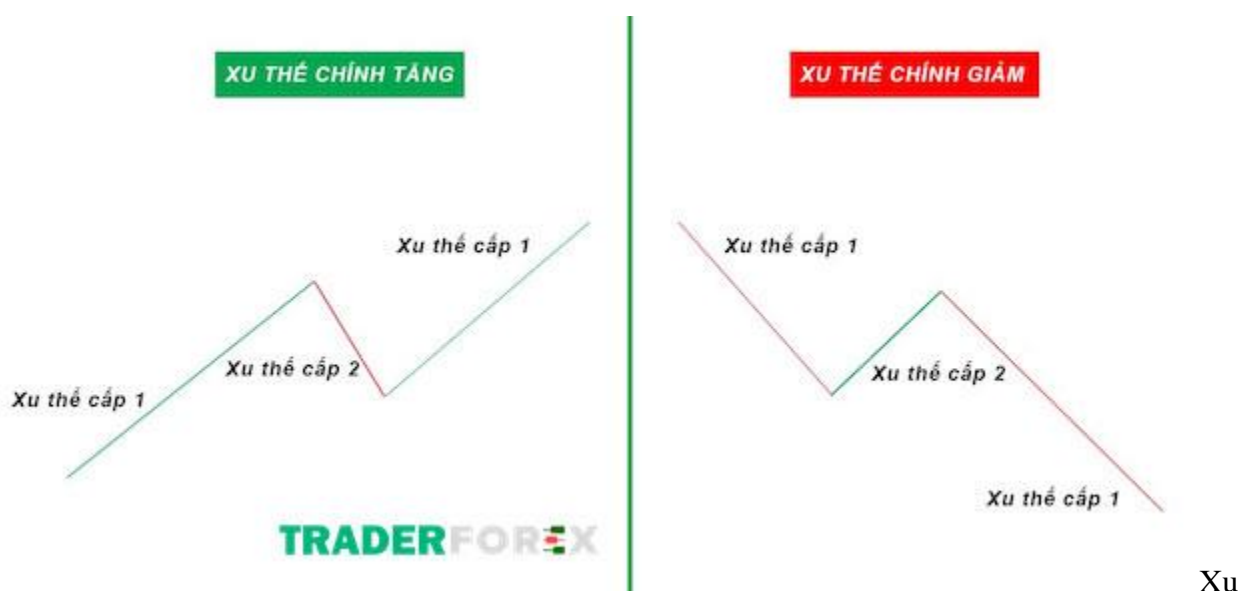 XU THẾ CHÍNH TĂNG
Xu thế cấp 1
Xu thế cấp 2
Xu thế cấp 1
TRADERFOREX
XU THẾ CHÍNH GIẢM
Xu thế cấp 1
Xu thế cấp 2
Xu thế cấp 1
Xu